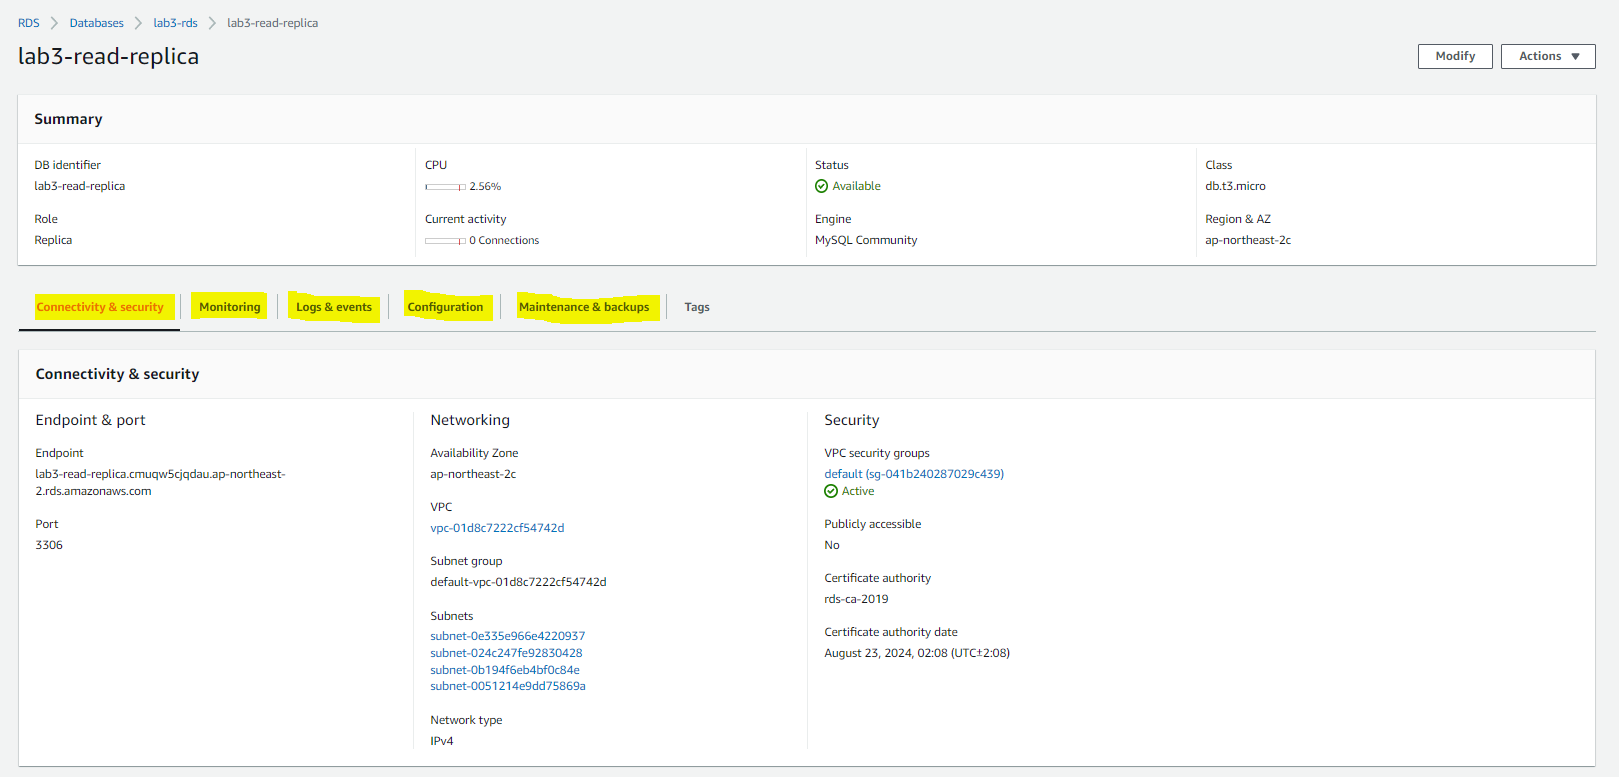 RDS > Databases > lab3-rds > lab3-read-replica
lab3-read-replica
Modify
Actions ▼
Summary
DB identifier
lab3-read-replica
CPU
2.56%
Status
Available
Class
db.t3.micro
Role
Replica
Current activity
0 Connections
Engine
MySQL Community
Region & AZ
ap-northeast-2c
Connectivity & security
Monitoring
Logs & events
Configuration
Maintenance & backups
Tags
Connectivity & security
Endpoint & port
Endpoint
lab3-read-replica.cmuqw5cjqdau.ap-northeast-
2.rds.amazonaws.com
Port
3306
Networking
Availability Zone
ap-northeast-2c
VPC
vpc-01d8c7222cf54742d
Subnet group
default-vpc-01d8c7222cf54742d
Subnets
subnet-0e335e966e4220937
subnet-024c247fe92830428
subnet-0b194f6eb4bf0c84e
subnet-0051214e9dd75869a
Network type
IPv4
Security
VPC security groups
default (sg-041b240287029c439)
Active
Publicly accessible
No
Certificate authority
rds-ca-2019
Certificate authority date
August 23, 2024, 02:08 (UTC±2:08)